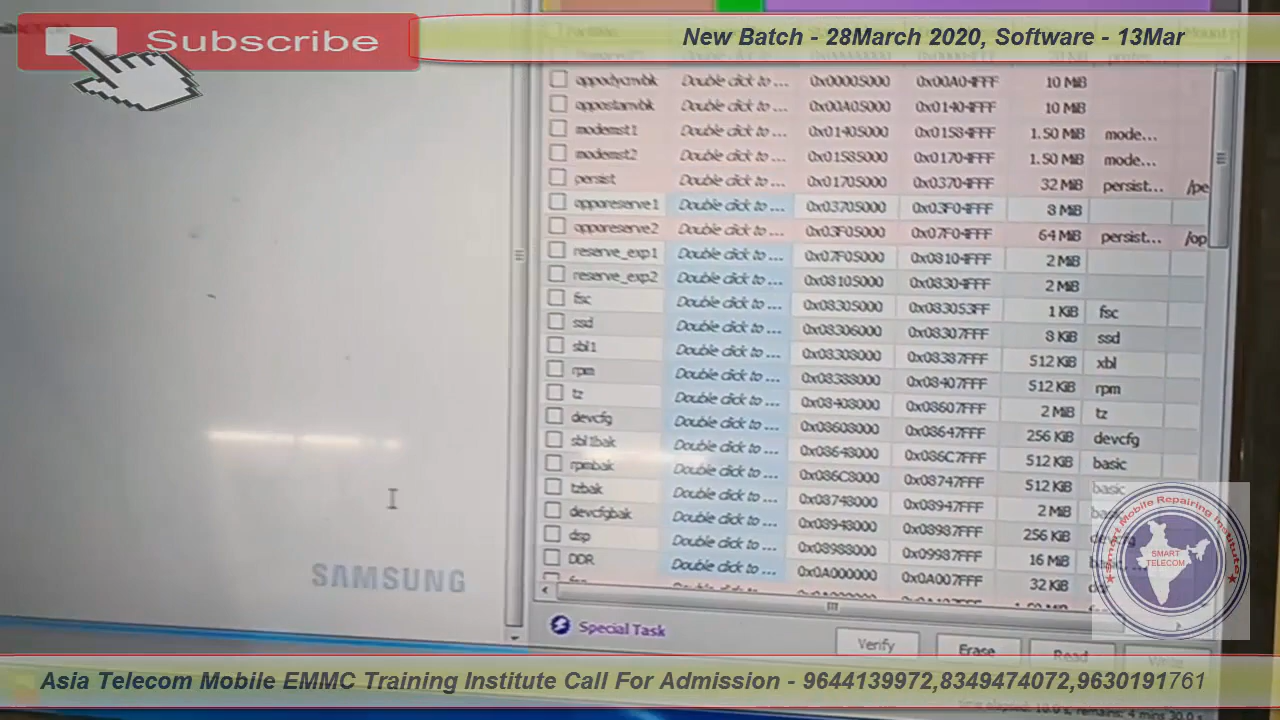 Subscribe
New Batch - 28March 2020, Software - 13Mar
oppodycnvbk Double click to ... 0x00005000 0x00A04FFF 10 MiB
oppostanvbk Double click to ... 0x00A05000 0x01404FFF 10 MiB
modemst1 Double click to ... 0x01405000 0x01584FFF 1.50 MiB mode...
modemst2 Double click to ... 0x01585000 0x01704FFF 1.50 MiB mode...
persist Double click to ... 0x01705000 0x03704FFF 32 MiB persist... /pe
opporeserve1 Double click to ... 0x03705000 0x03F04FFF 8 MiB
opporeserve2 Double click to ... 0x03F05000 0x07F04FFF 64 MiB persist... /op
reserve_exp1 Double click to ... 0x07F05000 0x08104FFF 2 MiB
reserve_exp2 Double click to ... 0x08105000 0x08304FFF 2 MiB
fsc Double click to ... 0x08305000 0x083053FF 1 KiB fsc
ssd Double click to ... 0x08306000 0x08307FFF 8 KiB ssd
sbl1 Double click to ... 0x08308000 0x08387FFF 512 KiB xbl
rpm Double click to ... 0x08388000 0x08407FFF 512 KiB rpm
tz Double click to ... 0x08408000 0x08607FFF 2 MiB tz
devcfg Double click to ... 0x08608000 0x08647FFF 256 KiB devcfg
sbl1bak Double click to ... 0x08648000 0x086C7FFF 512 KiB basic
rpmbak Double click to ... 0x086C8000 0x08747FFF 512 KiB basic
tzbak Double click to ... 0x08748000 0x08947FFF 2 MiB
devcfgbak Double click to ... 0x08948000 0x08987FFF 256 KiB
dsp Double click to ... 0x08988000 0x09987FFF 16 MiB
DDR Double click to ... 0x0A000000 0x0A007FFF 32 KiB
Smart Mobile Repairing Institute
SMART
TELECOM
SAMSUNG
Special Task
Verify Erase Read Write
Asia Telecom Mobile EMMC Training Institute Call For Admission - 9644139972,8349474072,9630191761